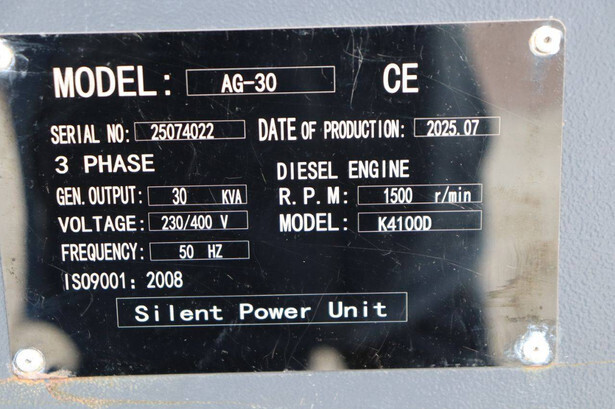 MODEL: AG-30 CE
SERIAL NO: 25074022 DATE OF PRODUCTION: 2025.07
3 PHASE
DIESEL ENGINE
GEN. OUTPUT: 30 KVA R.P.M: 1500 r/min
VOLTAGE: 230/400 V MODEL: K4100D
FREQUENCY: 50 HZ
ISO9001: 2008
Silent Power Unit